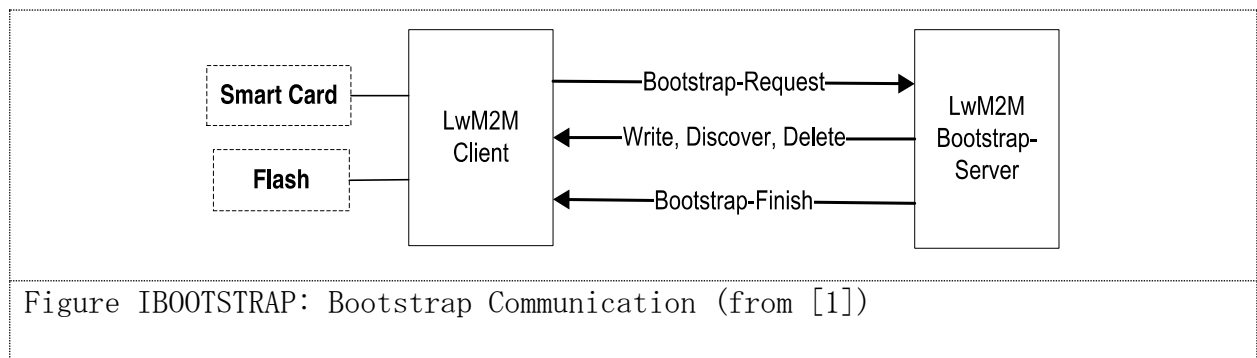 Smart Card
Flash
LwM2M
Client
Bootstrap-Request
Write, Discover, Delete
Bootstrap-Finish
LwM2M
Bootstrap-
Server
Figure IBOOTSTRAP: Bootstrap Communication (from [1])